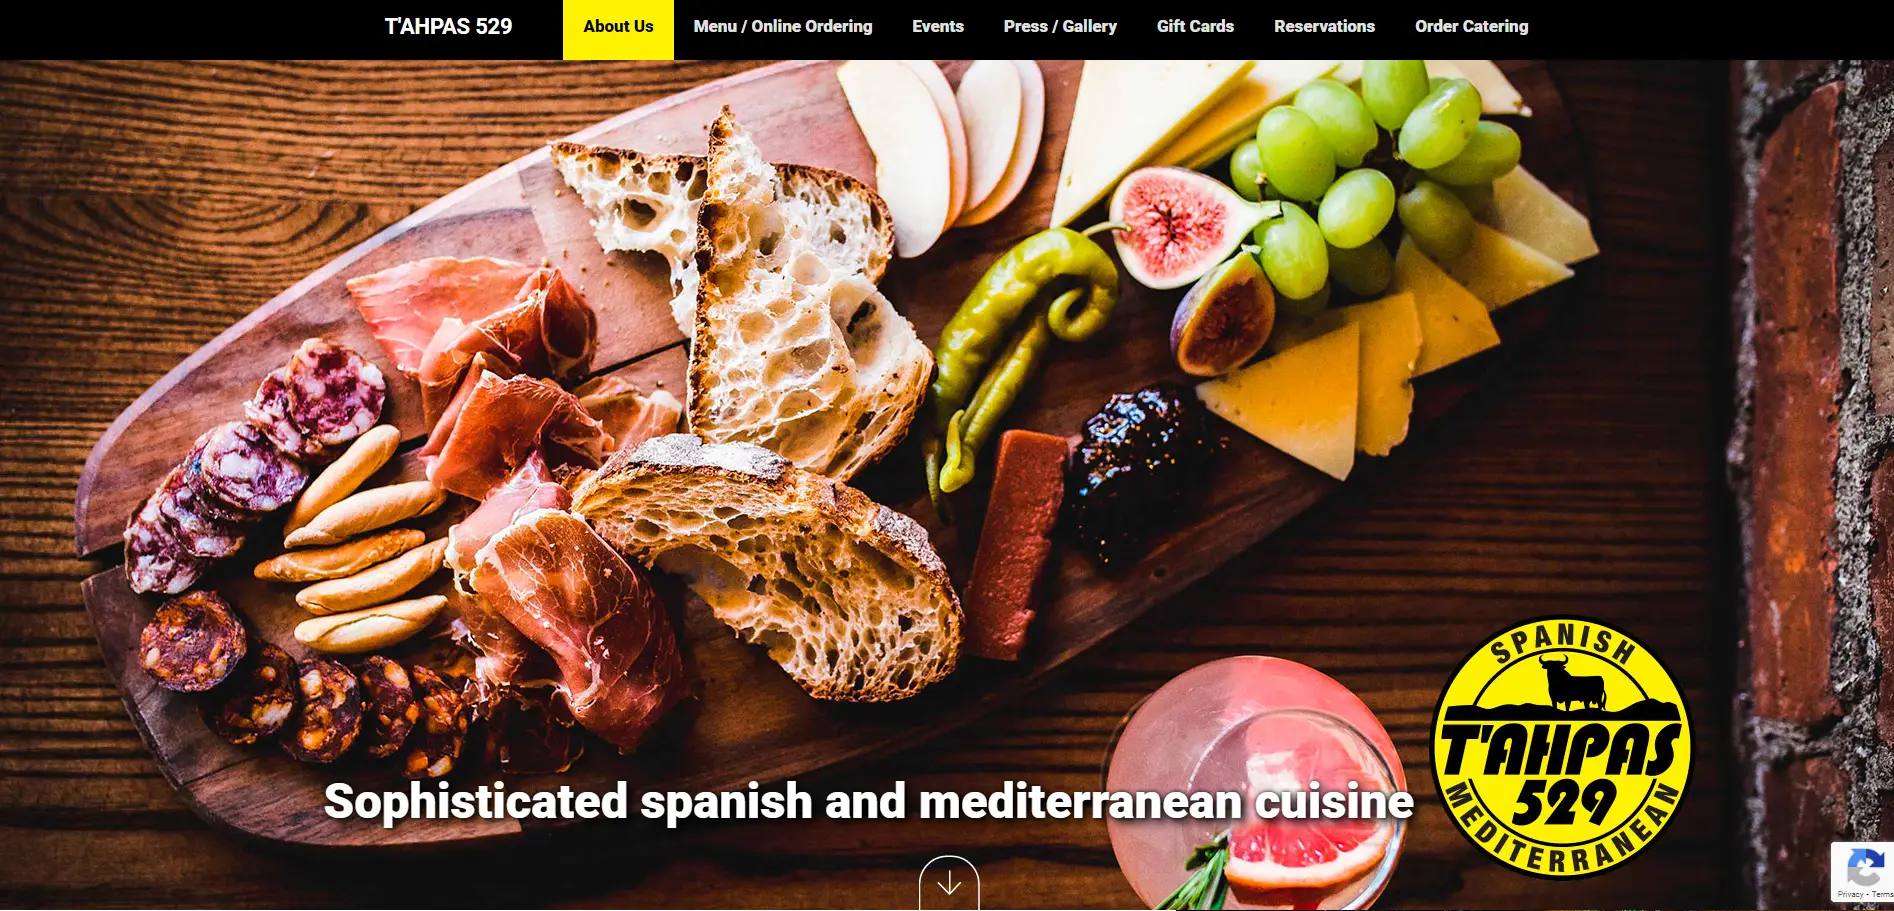 T'AHPAS 529
About Us
Menu / Online Ordering
Events
Press / Gallery
Gift Cards
Reservations
Order Catering
SPANISH
T'AHPAS
529
MEDITERRANEAN
Sophisticated spanish and mediterranean cuisine
Privacy - Terms